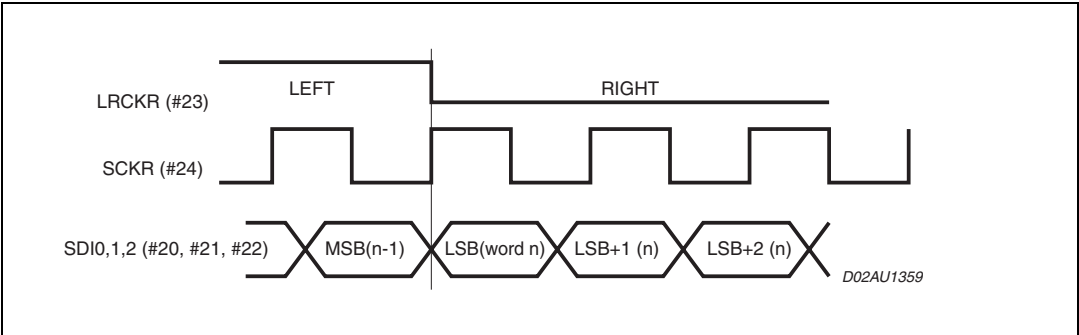 LEFT
RIGHT
LRCKR (#23)
SCKR (#24)
SDI0,1,2 (#20, #21, #22)
MSB(n-1)
LSB(word n)
LSB+1 (n)
LSB+2 (n)
D02AU1359